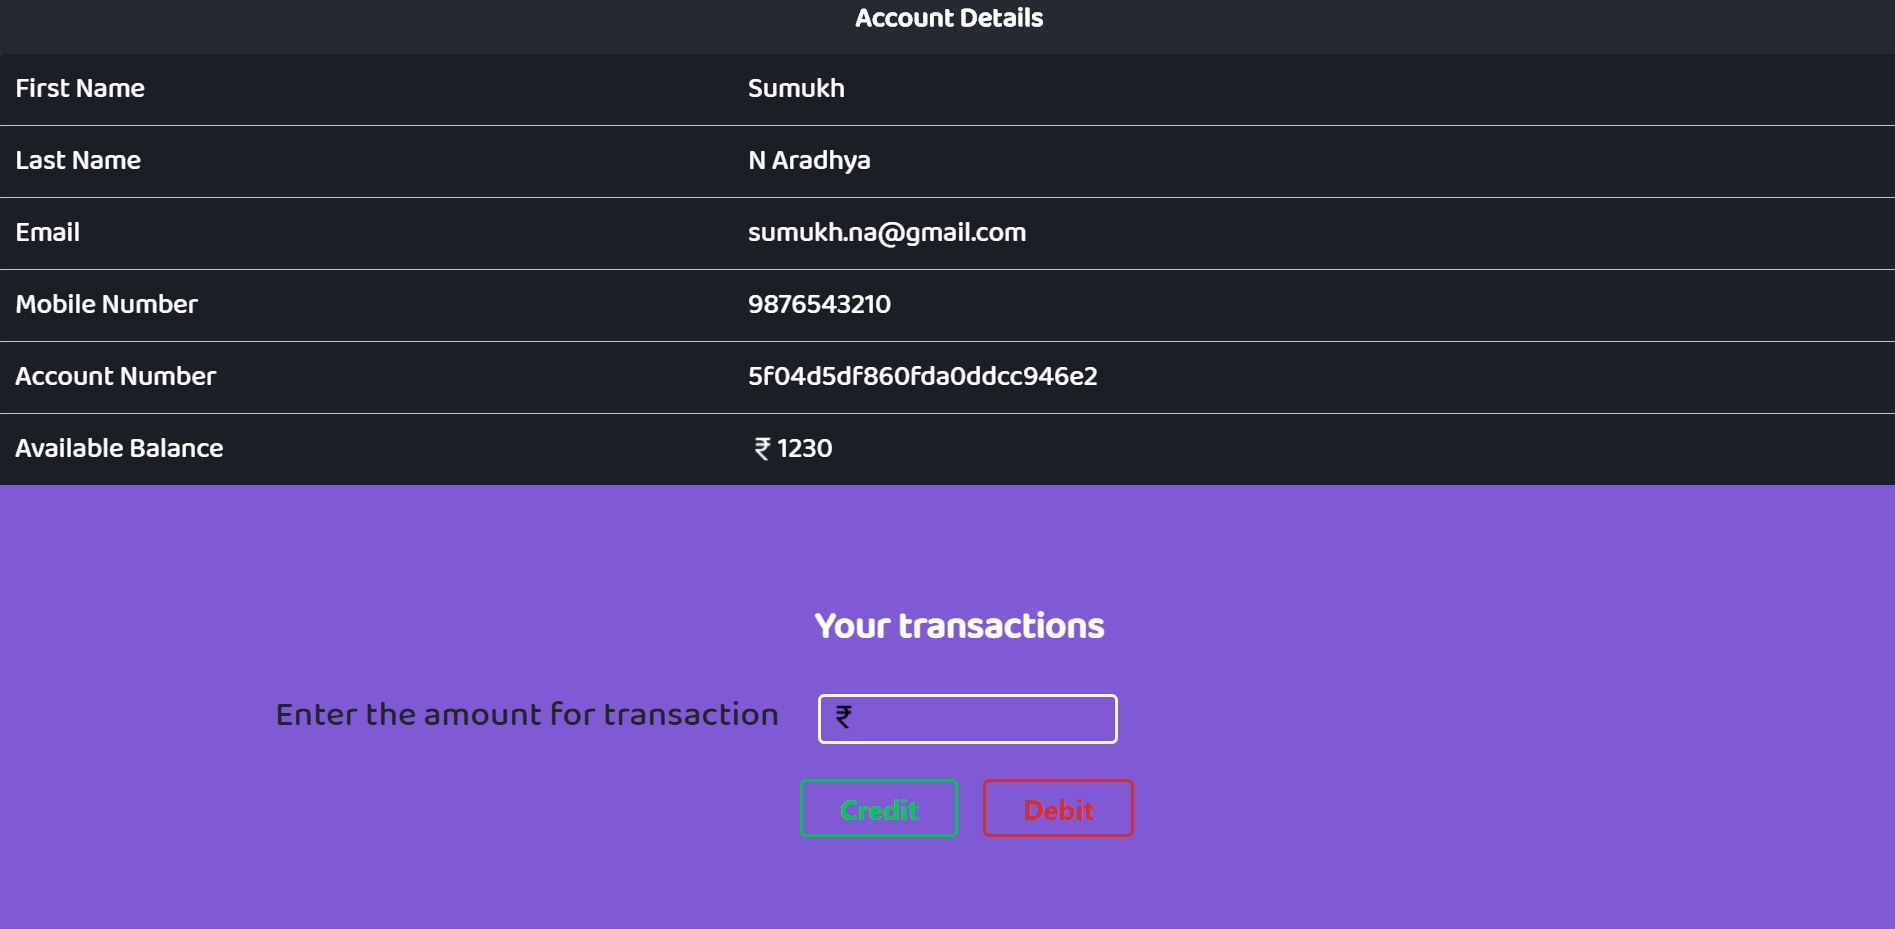 Account Details
First Name Sumukh
Last Name N Aradhya
Email sumukh.na@gmail.com
Mobile Number 9876543210
Account Number 5f04d5df860fda0ddcc946e2
Available Balance ₹ 1230
Your transactions
Enter the amount for transaction ₹
Credit Debit